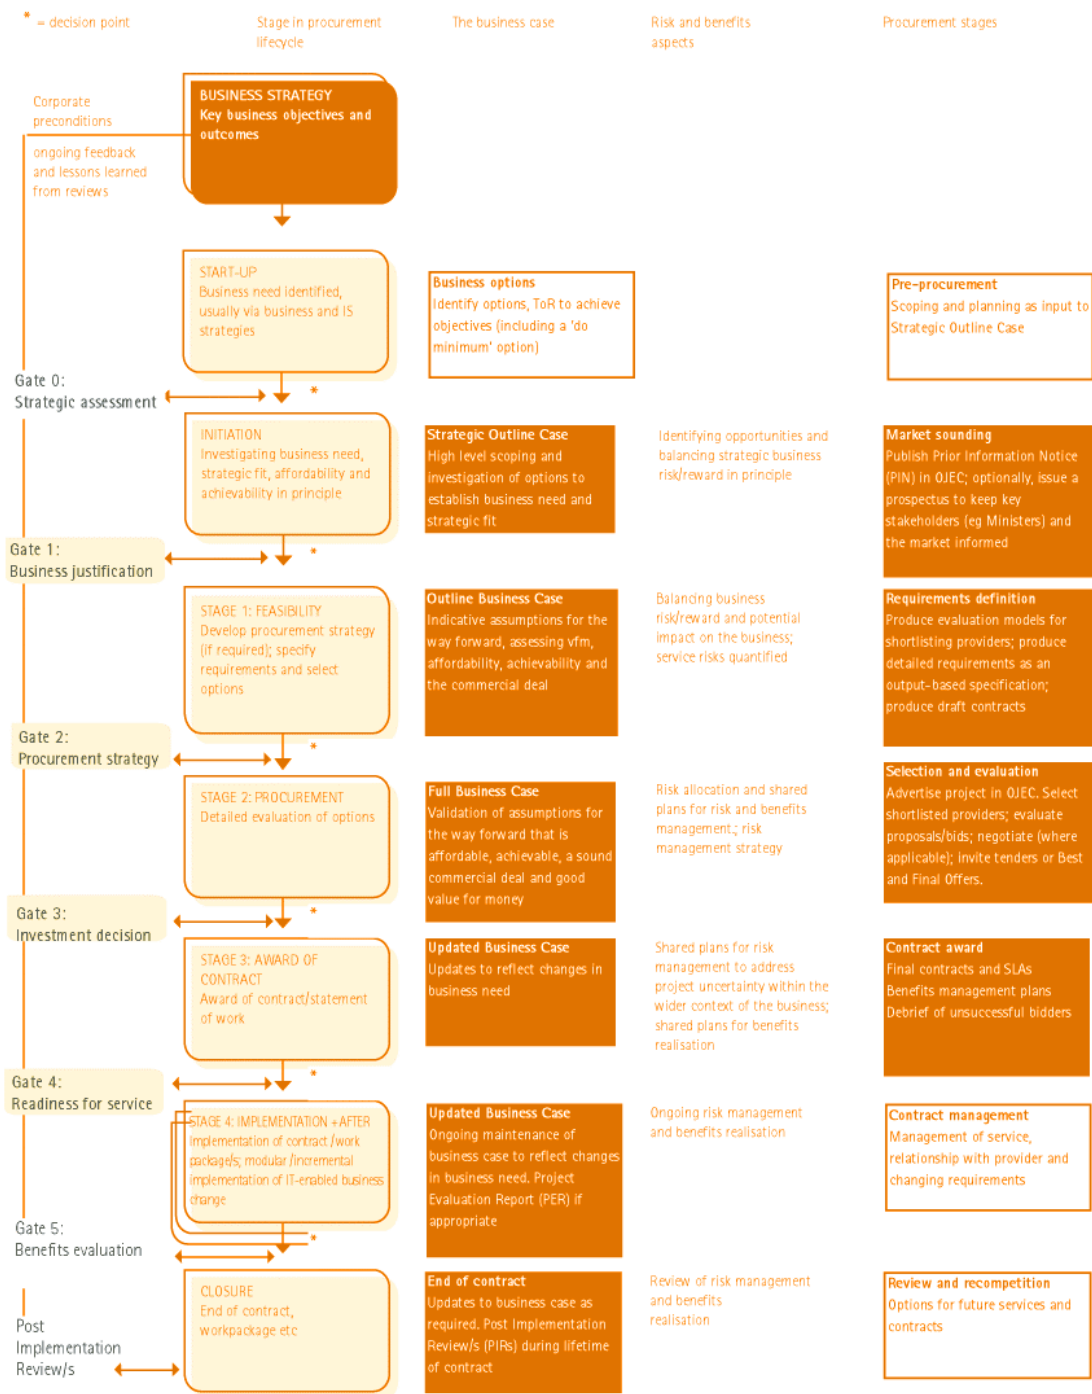 * = decision point
Stage in procurement
lifecycle
The business case
Risk and benefits
aspects
Procurement stages
Corporate
preconditions
ongoing feedback
and lessons learned
from reviews
BUSINESS STRATEGY
Key business objectives and
outcomes
START-UP
Business need identified,
usually via business and IS
strategies
Business options
Identify options, ToR to achieve
objectives (including a 'do
minimum' option)
Pre-procurement
Scoping and planning as input to
Strategic Outline Case
Gate 0:
Strategic assessment
*
INITIATION
Investigating business need,
strategic fit, affordability and
achievability in principle
Strategic Outline Case
High level scoping and
investigation of options to
establish business need and
strategic fit
Identifying opportunities and
balancing strategic business
risk/reward in principle
Market sounding
Publish Prior Information Notice
(PIN) in OJEC; optionally, issue a
prospectus to keep key
stakeholders (eg Ministers) and
the market informed
Gate 1:
Business justification
*
STAGE 1: FEASIBILITY
Develop procurement strategy
(if required); specify
requirements and select
options
Outline Business Case
Indicative assumptions for the
way forward, assessing vfm,
affordability, achievability and
the commercial deal
Balancing business
risk/reward and potential
impact on the business;
service risks quantified
Requirements definition
Produce evaluation models for
shortlisting providers; produce
detailed requirements as an
output-based specification;
produce draft contracts
Gate 2:
Procurement strategy
*
STAGE 2: PROCUREMENT
Detailed evaluation of options
Full Business Case
Validation of assumptions for
the way forward that is
affordable, achievable, a sound
commercial deal and good
value for money
Risk allocation and shared
plans for risk and benefits
management.; risk
management strategy
Selection and evaluation
Advertise project in OJEC. Select
shortlisted providers; evaluate
proposals/bids; negotiate (where
applicable); invite tenders or Best
and Final Offers.
Gate 3:
Investment decision
*
STAGE 3: AWARD OF
CONTRACT
Award of contract/statement
of work
Updated Business Case
Updates to reflect changes in
business need
Shared plans for risk
management to address
project uncertainty within the
wider context of the business;
shared plans for benefits
realisation
Contract award
Final contracts and SLAs
Benefits management plans
Debrief of unsuccessful bidders
Gate 4:
Readiness for service
*
STAGE 4: IMPLEMENTATION +AFTER
Implementation of contract/work
package/s; modular/incremental
implementation of IT-enabled business
change
Updated Business Case
Ongoing maintenance of
business case to reflect changes
in business need. Project
Evaluation Report (PER) if
appropriate
Ongoing risk management
and benefits realisation
Contract management
Management of service,
relationship with provider and
changing requirements
Gate 5:
Benefits evaluation
*
CLOSURE
End of contract,
workpackage etc
End of contract
Updates to business case as
required. Post Implementation
Review/s (PIRs) during lifetime
of contract
Review of risk management
and benefits
realisation
Review and recompetition
Options for future services and
contracts
Post
Implementation
Review/s